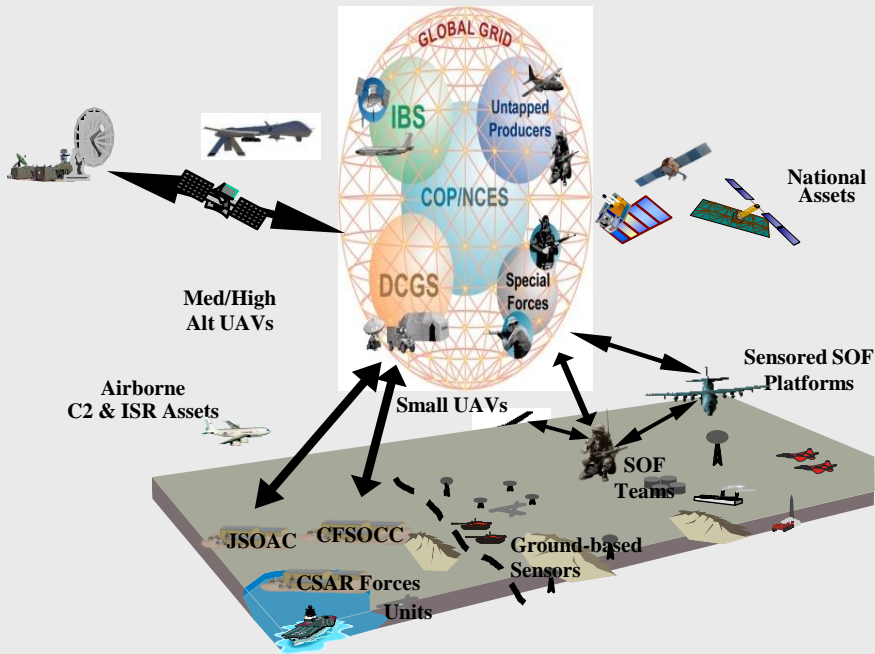 GLOBAL GRID
IBS
Untapped
Producers
COP/NCES
DCGS
Special
Forces
National
Assets
Med/High
Alt UAVs
Airborne
C2 & ISR Assets
Small UAVs
Sensored SOF
Platforms
SOF
Teams
JSOAC
CFSOCC
Ground-based
Sensors
CSAR Forces
Units